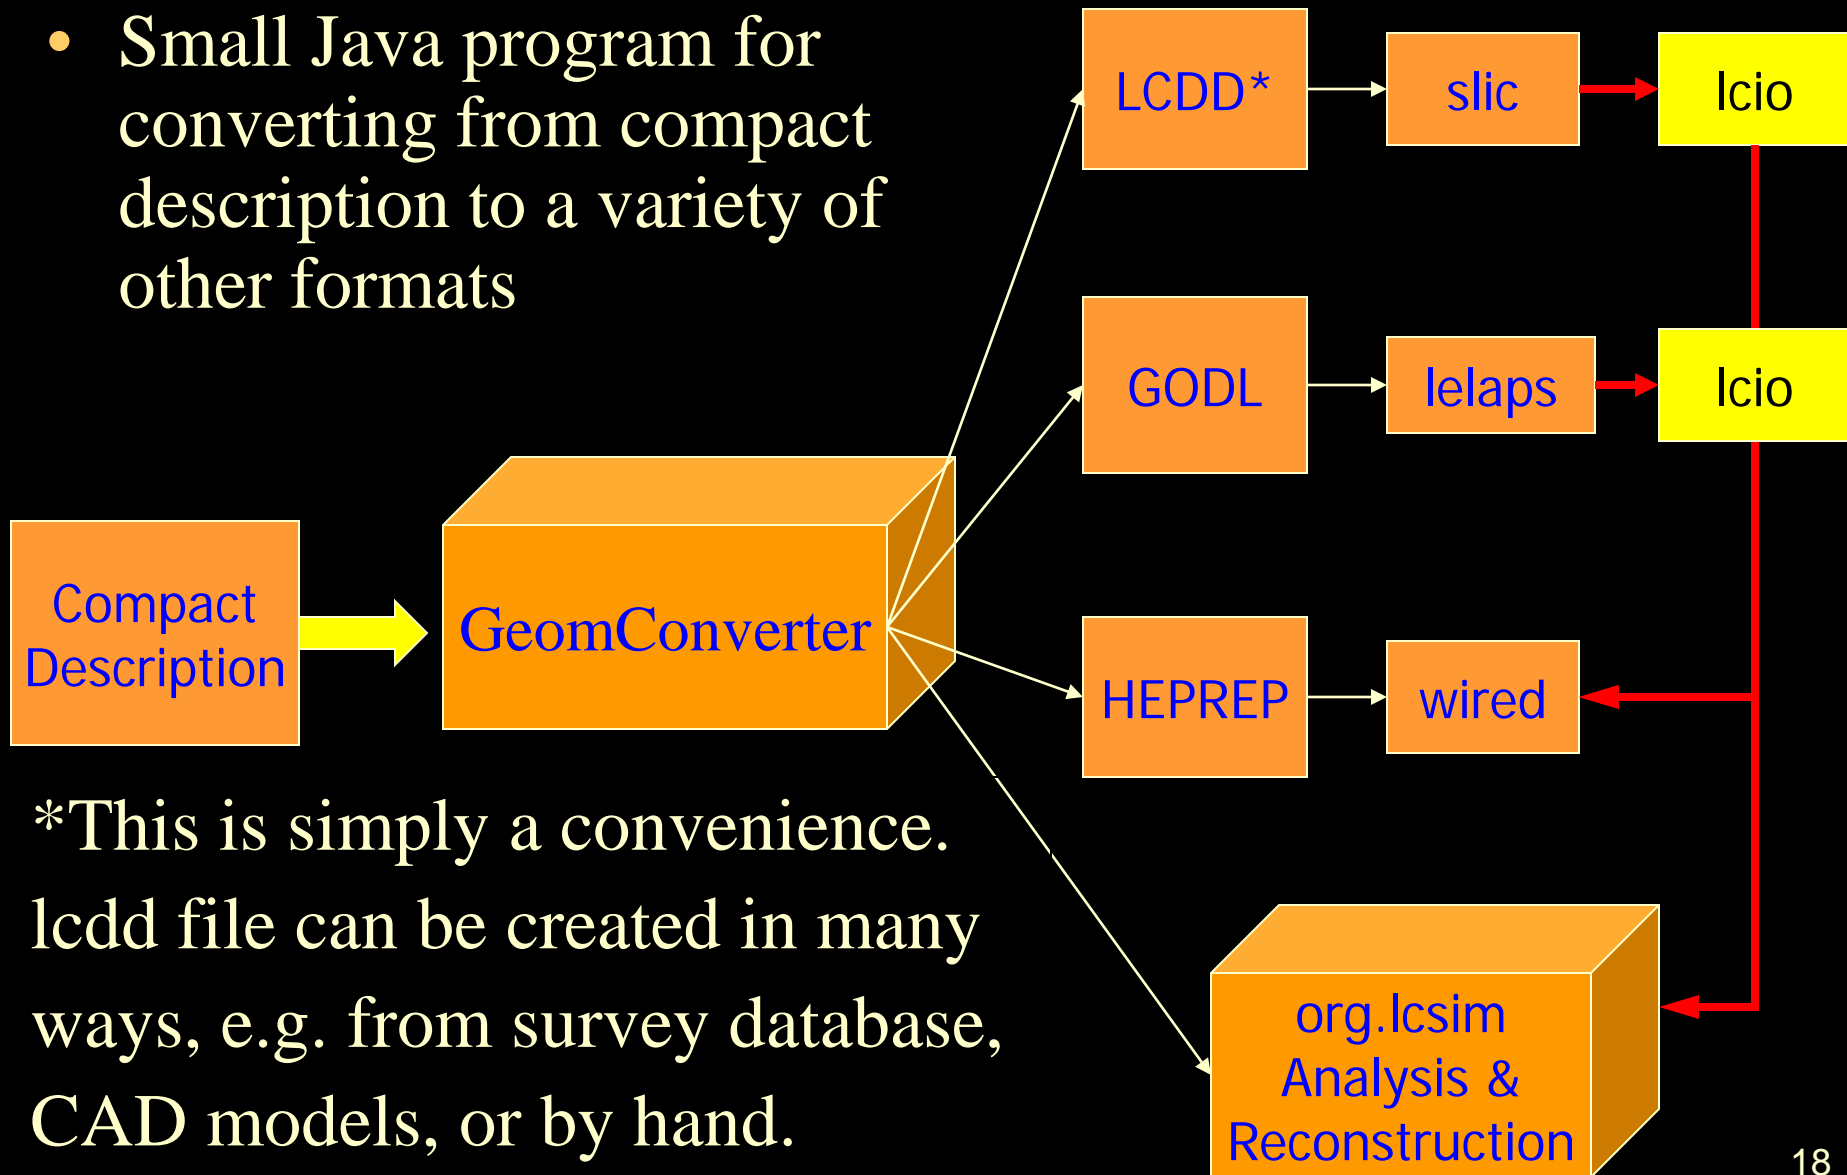 • Small Java program for
converting from compact
description to a variety of
other formats
LCDD*
slic
lcio
GODL
lelaps
lcio
Compact
Description
GeomConverter
HEPREP
wired
*This is simply a convenience.
lcdd file can be created in many
ways, e.g. from survey database,
CAD models, or by hand.
org.lcsim
Analysis &
Reconstruction
18